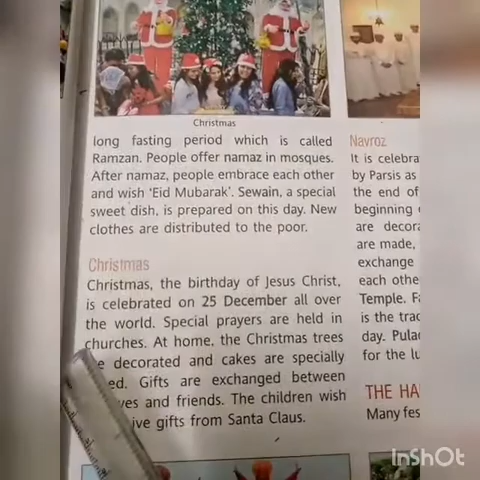 Christmas
long fasting period which is called
Ramzan. People offer namaz in mosques.
After namaz, people embrace each other
and wish 'Eid Mubarak'. Sewain, a special
sweet dish, is prepared on this day. New
clothes are distributed to the poor.
Christmas
Christmas, the birthday of Jesus Christ,
is celebrated on 25 December all over
the world. Special prayers are held in
churches. At home, the Christmas trees
decorated and cakes are specially
Gifts are exchanged between
and friends. The children wish
gifts from Santa Claus.
Navroz
It is celebra
by Parsis as
the end of
beginning
are decora
are made,
exchange
each othe
Temple.
is the trad
day. Pula
for the lu
THE HA
Many fes
InShOt